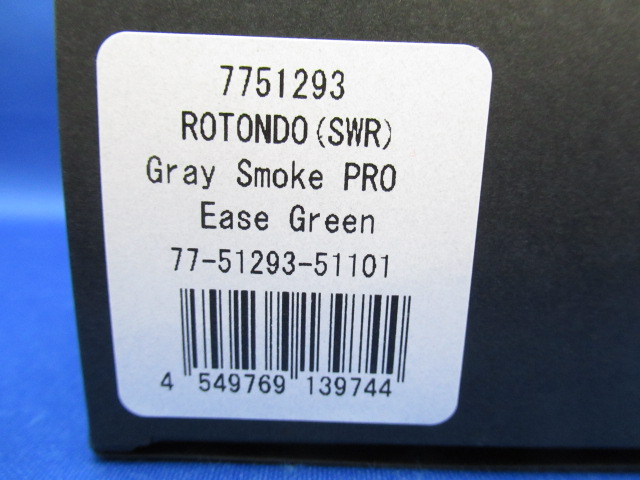 7751293
ROTONDO(SWR)
Gray Smoke PRO
Ease Green
77-51293-51101
4 549769 139744